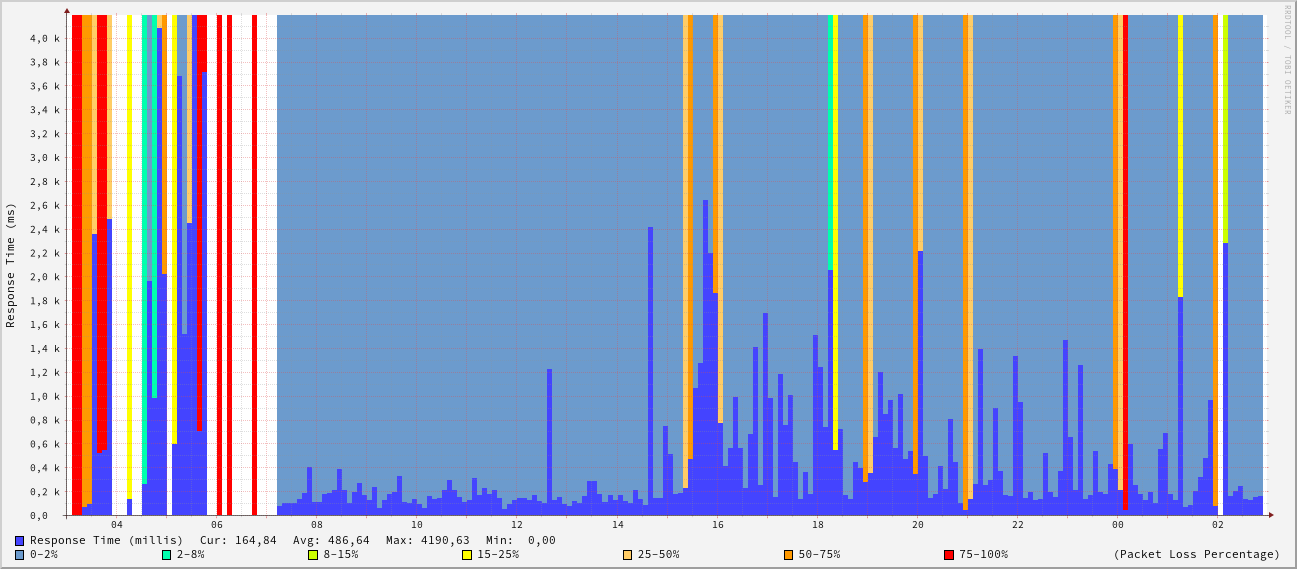 RRDTOOL / TOBI OETIKER
Response Time (ms)
4,0 k
3,8 k
3,6 k
3,4 k
3,2 k
3,0 k
2,8 k
2,6 k
2,4 k
2,2 k
2,0 k
1,8 k
1,6 k
1,4 k
1,2 k
1,0 k
0,8 k
0,6 k
0,4 k
0,2 k
0,0
04 06 08 10 12 14 16 18 20 22 00 02
Response Time (millis) Cur: 164,84 Avg: 486,64 Max: 4190,63 Min: 0,00
0-2% 2-8% 8-15% 15-25% 25-50% 50-75% 75-100% (Packet Loss Percentage)